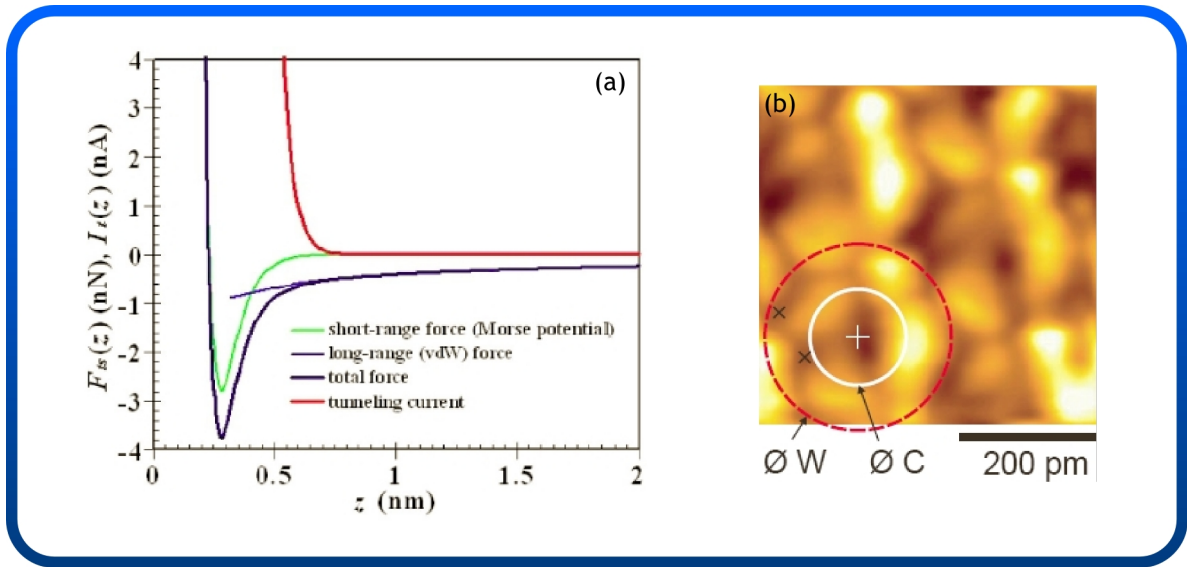 (a)
4
3
2
1
0
-1
-2
-3
-4
F_ts(z) (nN), I_t(z) (nA)
short-range force (Morse potential)
long-range (vdW) force
total force
tunneling current
0 0.5 1 1.5 2
z (nm)
(b)
Ø W Ø C 200 pm